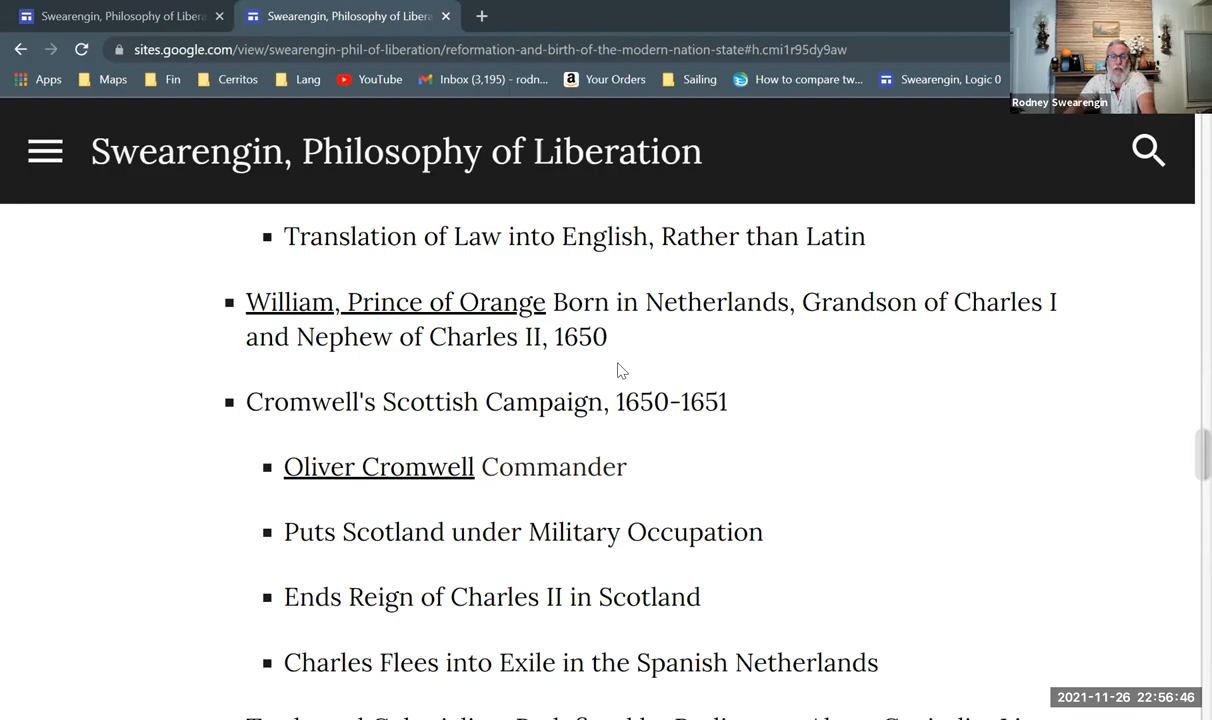 Swearengin, Philosophy of Libera
Swearengin, Philosophy of Libera
sites.google.com/view/swearengin-phil-of-liberation/reformation-and-birth-of-the-modern-nation-state#h.cmi1r95dy9aw
Apps Maps Fin Cerritos Lang YouTube Inbox (3,195) - rodn... Your Orders Sailing How to compare tw... Swearengin, Logic 0
Rodney Swearengin
Swearengin, Philosophy of Liberation
Translation of Law into English, Rather than Latin
William, Prince of Orange Born in Netherlands, Grandson of Charles I
and Nephew of Charles II, 1650
Cromwell's Scottish Campaign, 1650-1651
Oliver Cromwell Commander
Puts Scotland under Military Occupation
Ends Reign of Charles II in Scotland
Charles Flees into Exile in the Spanish Netherlands
2021-11-26 22:56:46